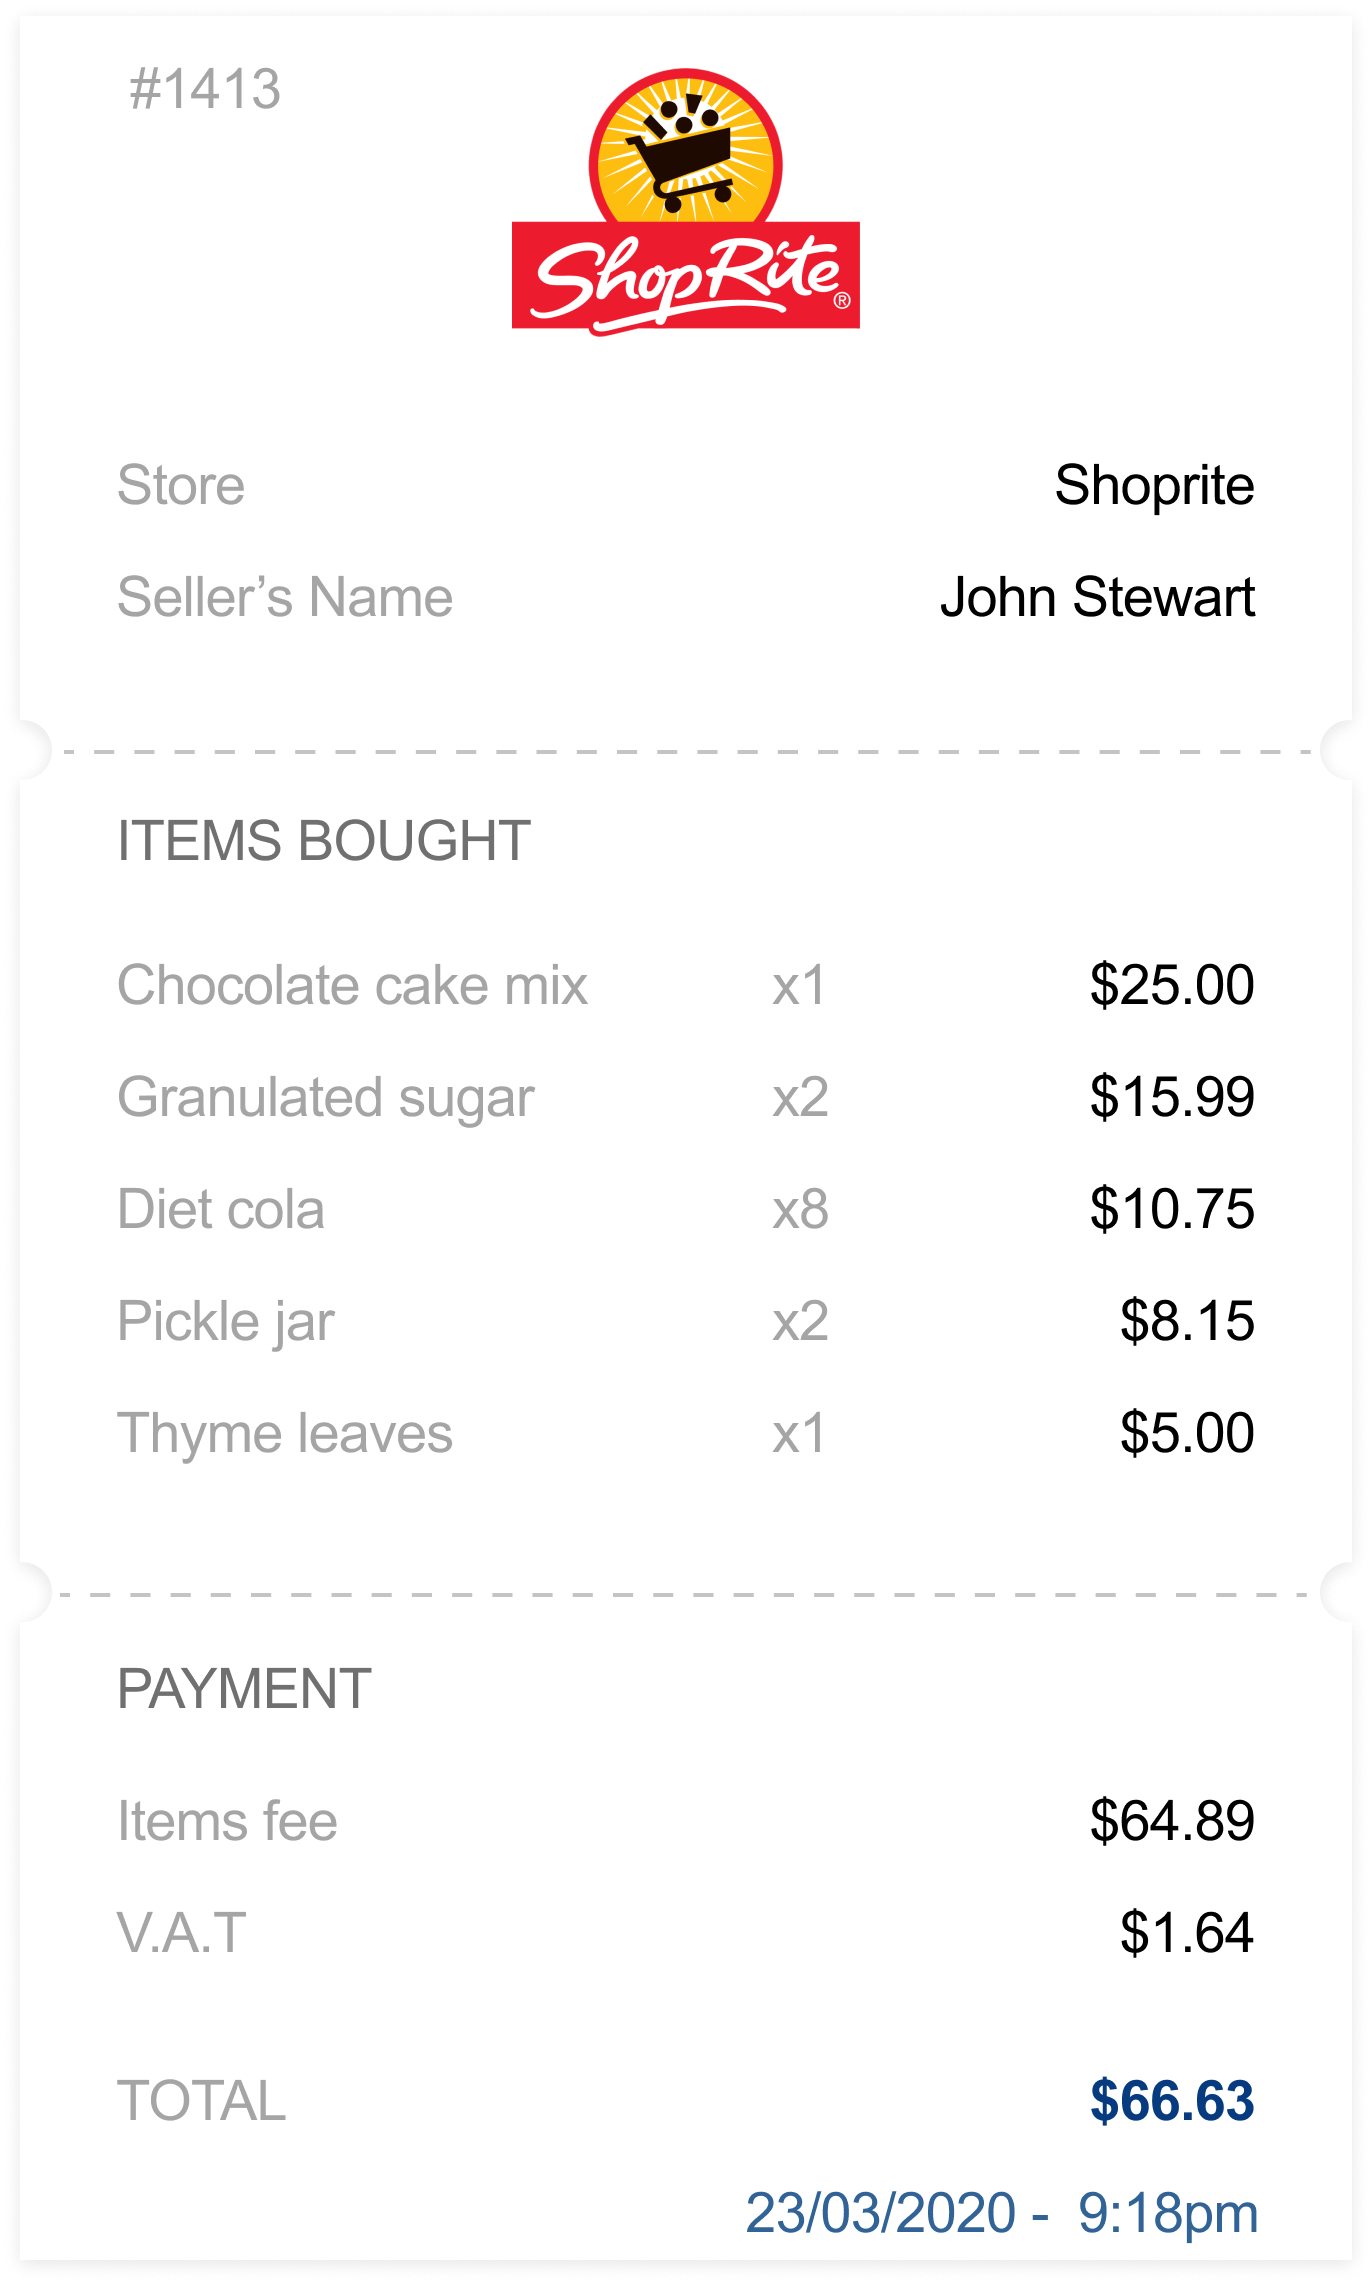 #1413
ShopRite®
Store Shoprite
Seller’s Name John Stewart
ITEMS BOUGHT
Chocolate cake mix x1 $25.00
Granulated sugar x2 $15.99
Diet cola x8 $10.75
Pickle jar x2 $8.15
Thyme leaves x1 $5.00
PAYMENT
Items fee $64.89
V.A.T $1.64
TOTAL $66.63
23/03/2020 - 9:18pm